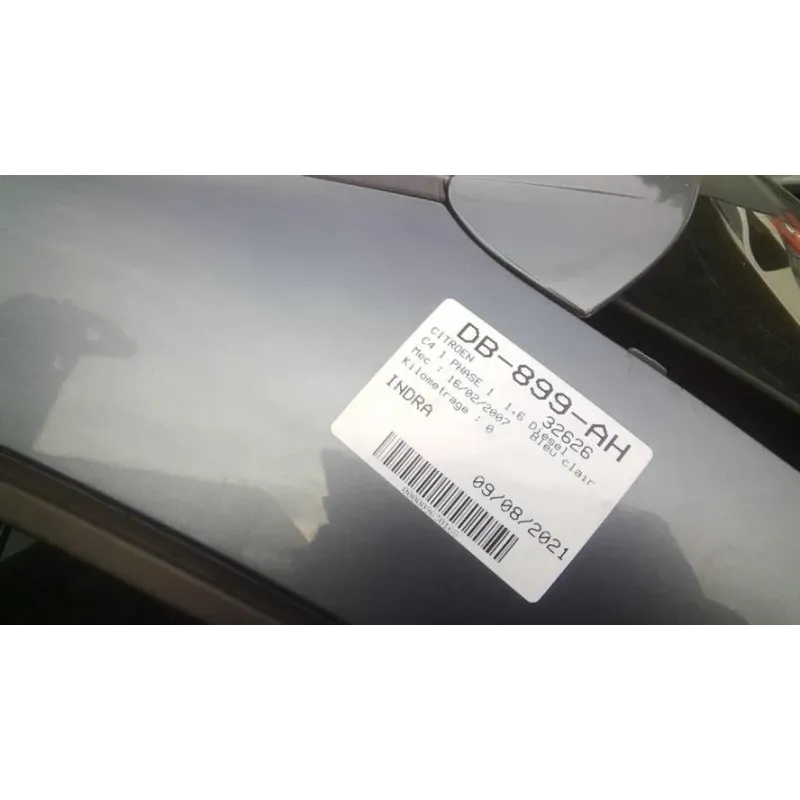 DB-899-AH
CITROEN 32626
C4 1 PHASE 1 1.6 Diesel
Mec : 16/02/2007 Bleu clair
Kilometrage : 0
INDRA
09/08/2021